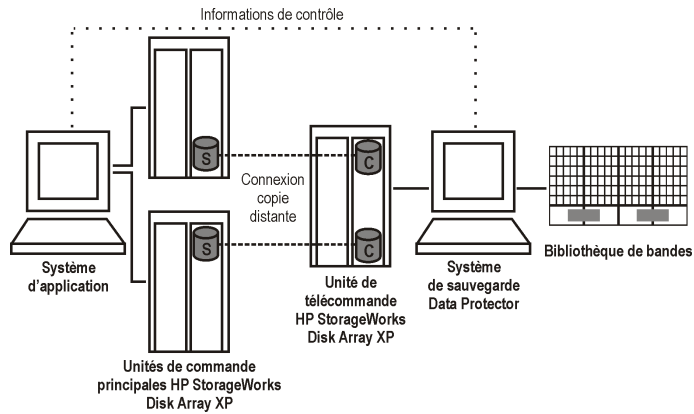 Informations de contrôle
S
C
Connexion
copie
distante
S
C
Système
d'application
Unités de commande
principales HP StorageWorks
Disk Array XP
Unité de
télécommande
HP StorageWorks
Disk Array XP
Système
de sauvegarde
Data Protector
Bibliothèque de bandes